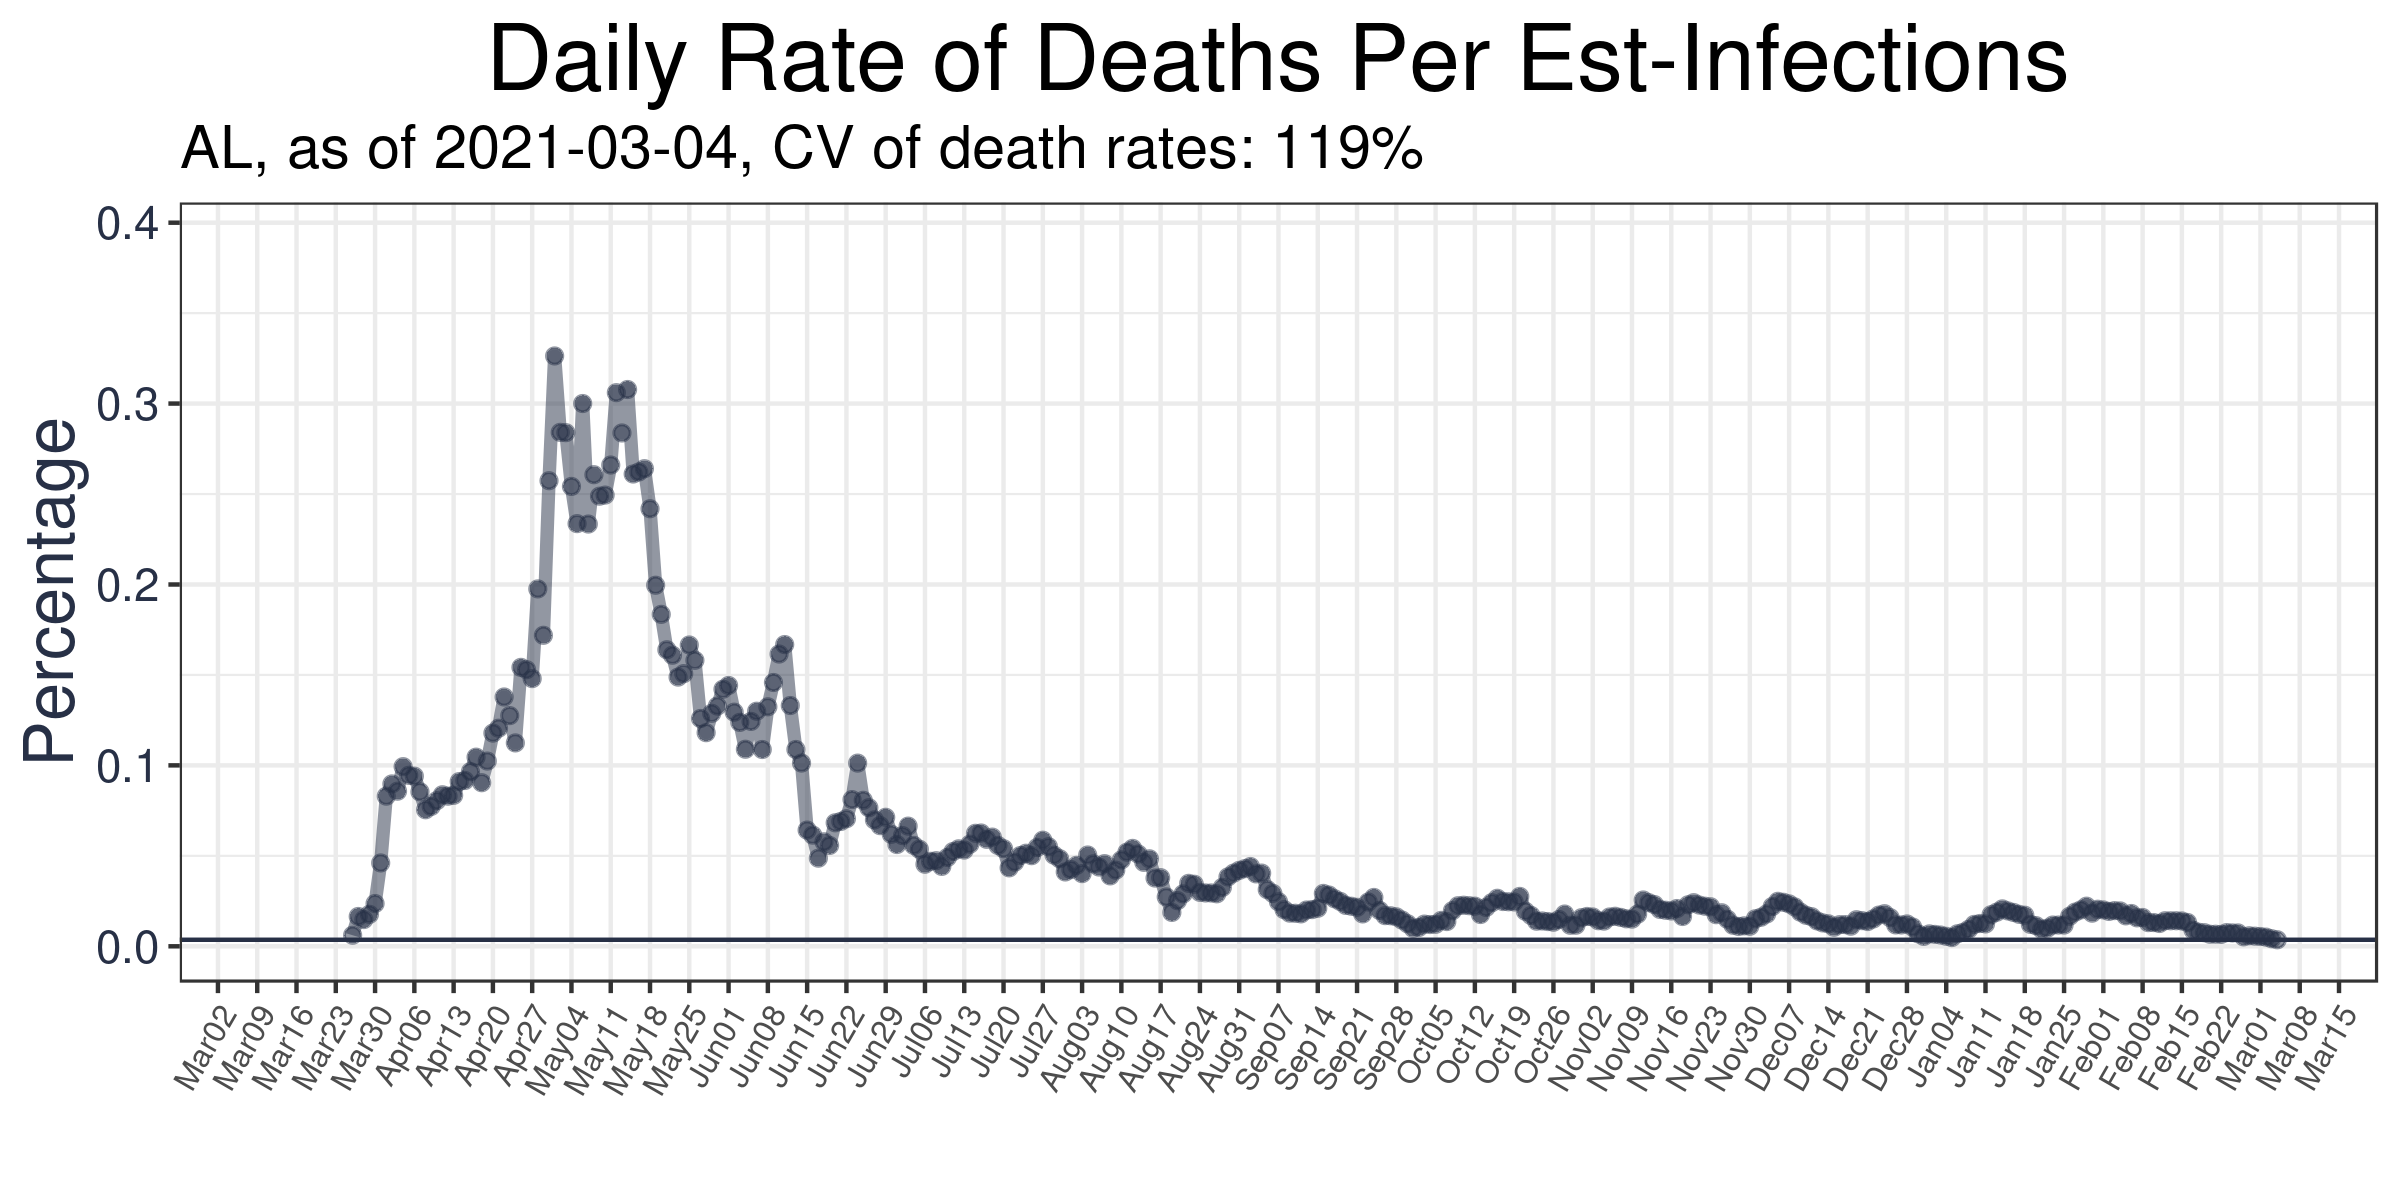 Daily Rate of Deaths Per Est-Infections
AL, as of 2021-03-04, CV of death rates: 119%
Percentage
0.4
0.3
0.2
0.1
0.0
Mar02
Mar09
Mar16
Mar23
Mar30
Apr06
Apr13
Apr20
Apr27
May04
May11
May18
May25
Jun01
Jun08
Jun15
Jun22
Jun29
Jul06
Jul13
Jul20
Jul27
Aug03
Aug10
Aug17
Aug24
Aug31
Sep07
Sep14
Sep21
Sep28
Oct05
Oct12
Oct19
Oct26
Nov02
Nov09
Nov16
Nov23
Nov30
Dec07
Dec14
Dec21
Dec28
Jan04
Jan11
Jan18
Jan25
Feb01
Feb08
Feb15
Feb22
Mar01
Mar08
Mar15